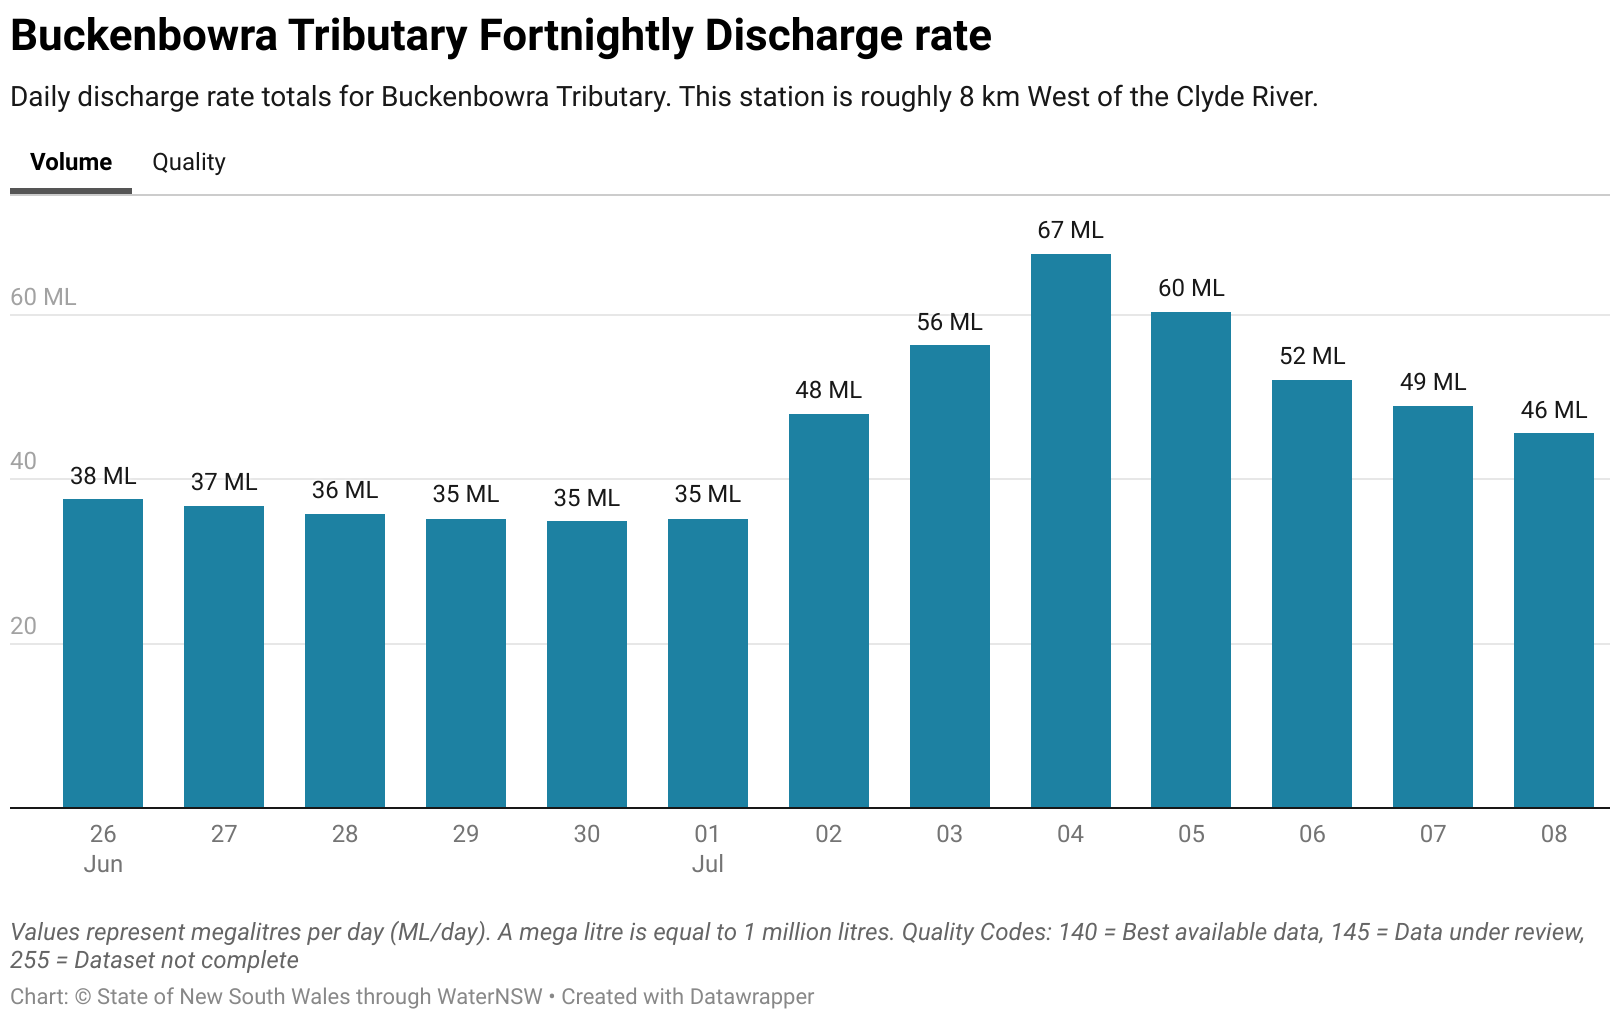 Buckenbowra Tributary Fortnightly Discharge rate
Daily discharge rate totals for Buckenbowra Tributary. This station is roughly 8 km West of the Clyde River.
Volume Quality
67 ML
60 ML
60 ML
56 ML
52 ML
49 ML
48 ML
46 ML
40
38 ML
37 ML
36 ML
35 ML
35 ML
35 ML
20
26 27 28 29 30 01 02 03 04 05 06 07 08
Jun Jul
Values represent megalitres per day (ML/day). A mega litre is equal to 1 million litres. Quality Codes: 140 = Best available data, 145 = Data under review,
255 = Dataset not complete
Chart: © State of New South Wales through WaterNSW • Created with Datawrapper